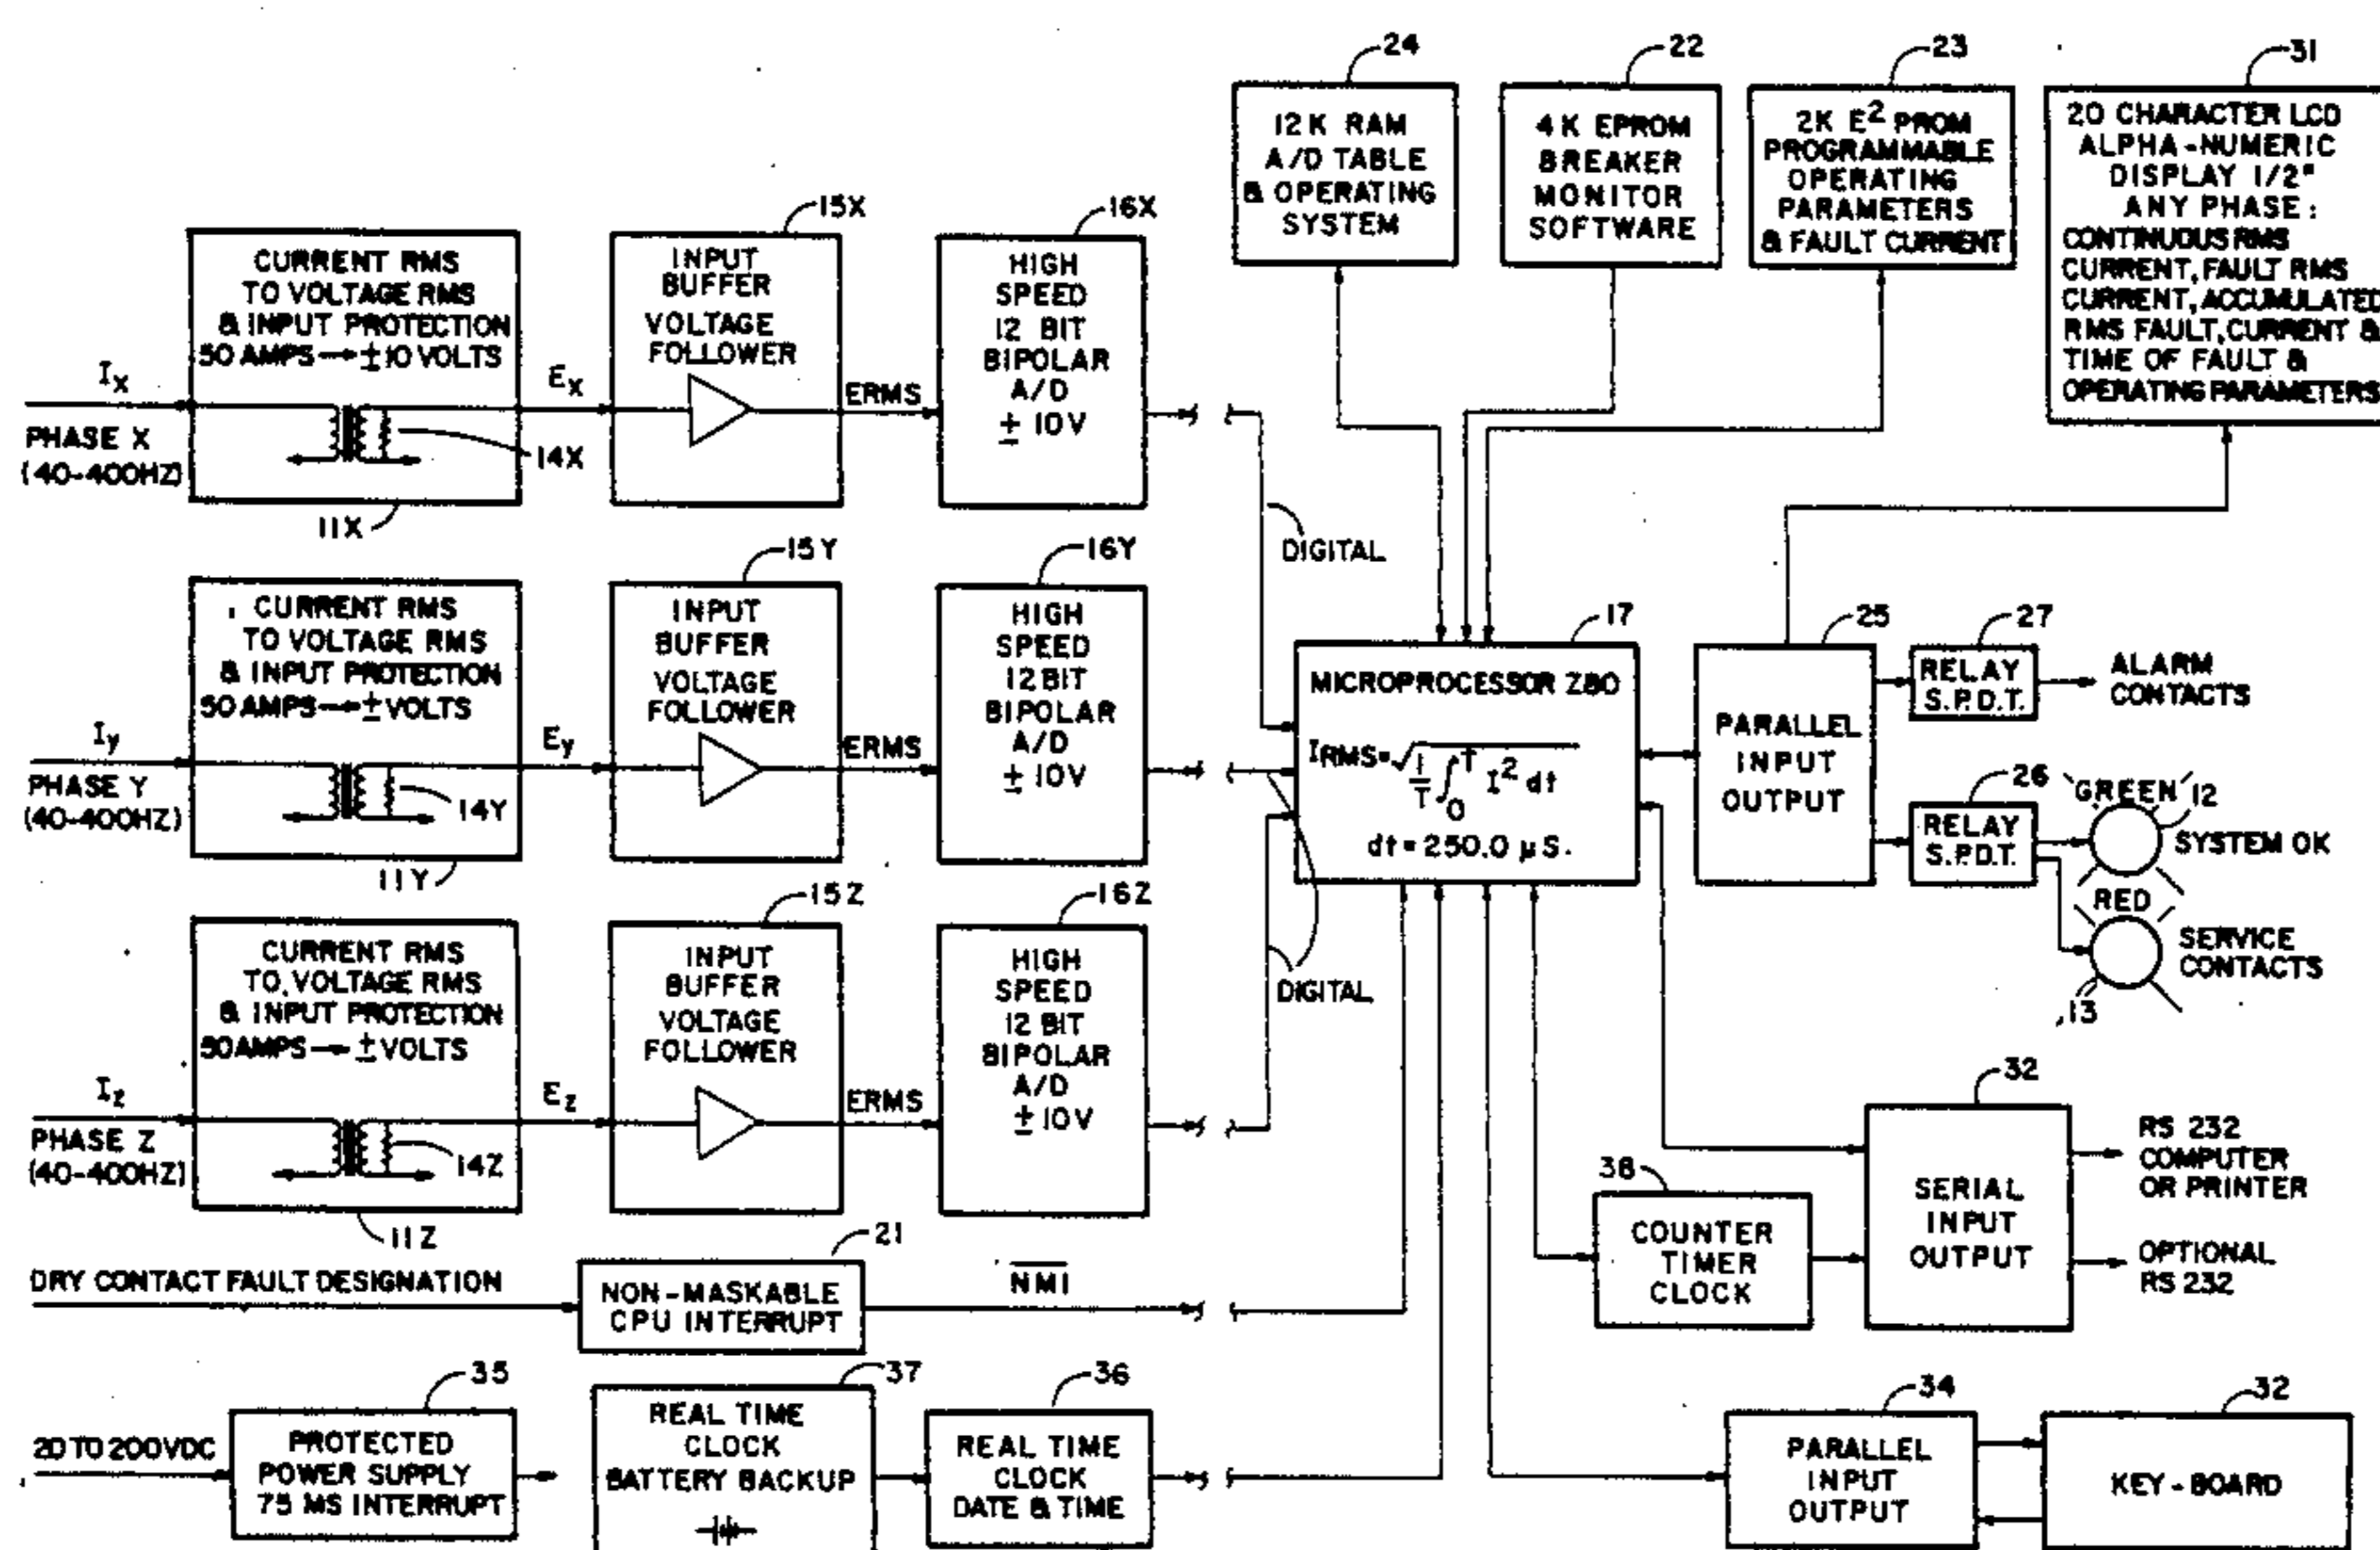 24
22
23
31
12K RAM
A/D TABLE
& OPERATING
SYSTEM
4K EPROM
BREAKER
MONITOR
SOFTWARE
2K E² PROM
PROGRAMMABLE
OPERATING
PARAMETERS
& FAULT CURRENT
20 CHARACTER LCD
ALPHA-NUMERIC
DISPLAY 1/2"
ANY PHASE:
CONTINUOUS RMS
CURRENT, FAULT RMS
CURRENT, ACCUMULATED
RMS FAULT, CURRENT &
TIME OF FAULT &
OPERATING PARAMETERS
15X
16X
CURRENT RMS
TO VOLTAGE RMS
& INPUT PROTECTION
50 AMPS → ± 10 VOLTS
INPUT
BUFFER
VOLTAGE
FOLLOWER
HIGH
SPEED
12 BIT
BIPOLAR
A/D
± 10V
Ix
PHASE X
(40-400HZ)
Ex
ERMS
14X
11X
DIGITAL
15Y
16Y
CURRENT RMS
TO VOLTAGE RMS
& INPUT PROTECTION
50 AMPS → ± VOLTS
INPUT
BUFFER
VOLTAGE
FOLLOWER
HIGH
SPEED
12 BIT
BIPOLAR
A/D
± 10V
Iy
PHASE Y
(40-400HZ)
Ey
ERMS
14Y
11Y
17
MICROPROCESSOR Z80
IRMS=√1/T ∫0T I² dt
dt = 250.0 µS.
25
PARALLEL
INPUT
OUTPUT
27
RELAY
S.P.D.T.
ALARM
CONTACTS
26
RELAY
S.P.D.T.
GREEN 12
SYSTEM OK
RED
SERVICE
CONTACTS
13
15Z
16Z
CURRENT RMS
TO VOLTAGE RMS
& INPUT PROTECTION
50 AMPS → ± VOLTS
INPUT
BUFFER
VOLTAGE
FOLLOWER
HIGH
SPEED
12 BIT
BIPOLAR
A/D
± 10V
Iz
PHASE Z
(40-400HZ)
Ez
ERMS
14Z
11Z
DIGITAL
32
SERIAL
INPUT
OUTPUT
RS 232
COMPUTER
OR PRINTER
OPTIONAL
RS 232
38
COUNTER
TIMER
CLOCK
DRY CONTACT FAULT DESIGNATION
21
NON-MASKABLE
CPU INTERRUPT
NMI
20 TO 200VDC
35
PROTECTED
POWER SUPPLY
75 MS INTERRUPT
37
REAL TIME
CLOCK
BATTERY BACKUP
36
REAL TIME
CLOCK
DATE & TIME
34
PARALLEL
INPUT
OUTPUT
32
KEY-BOARD